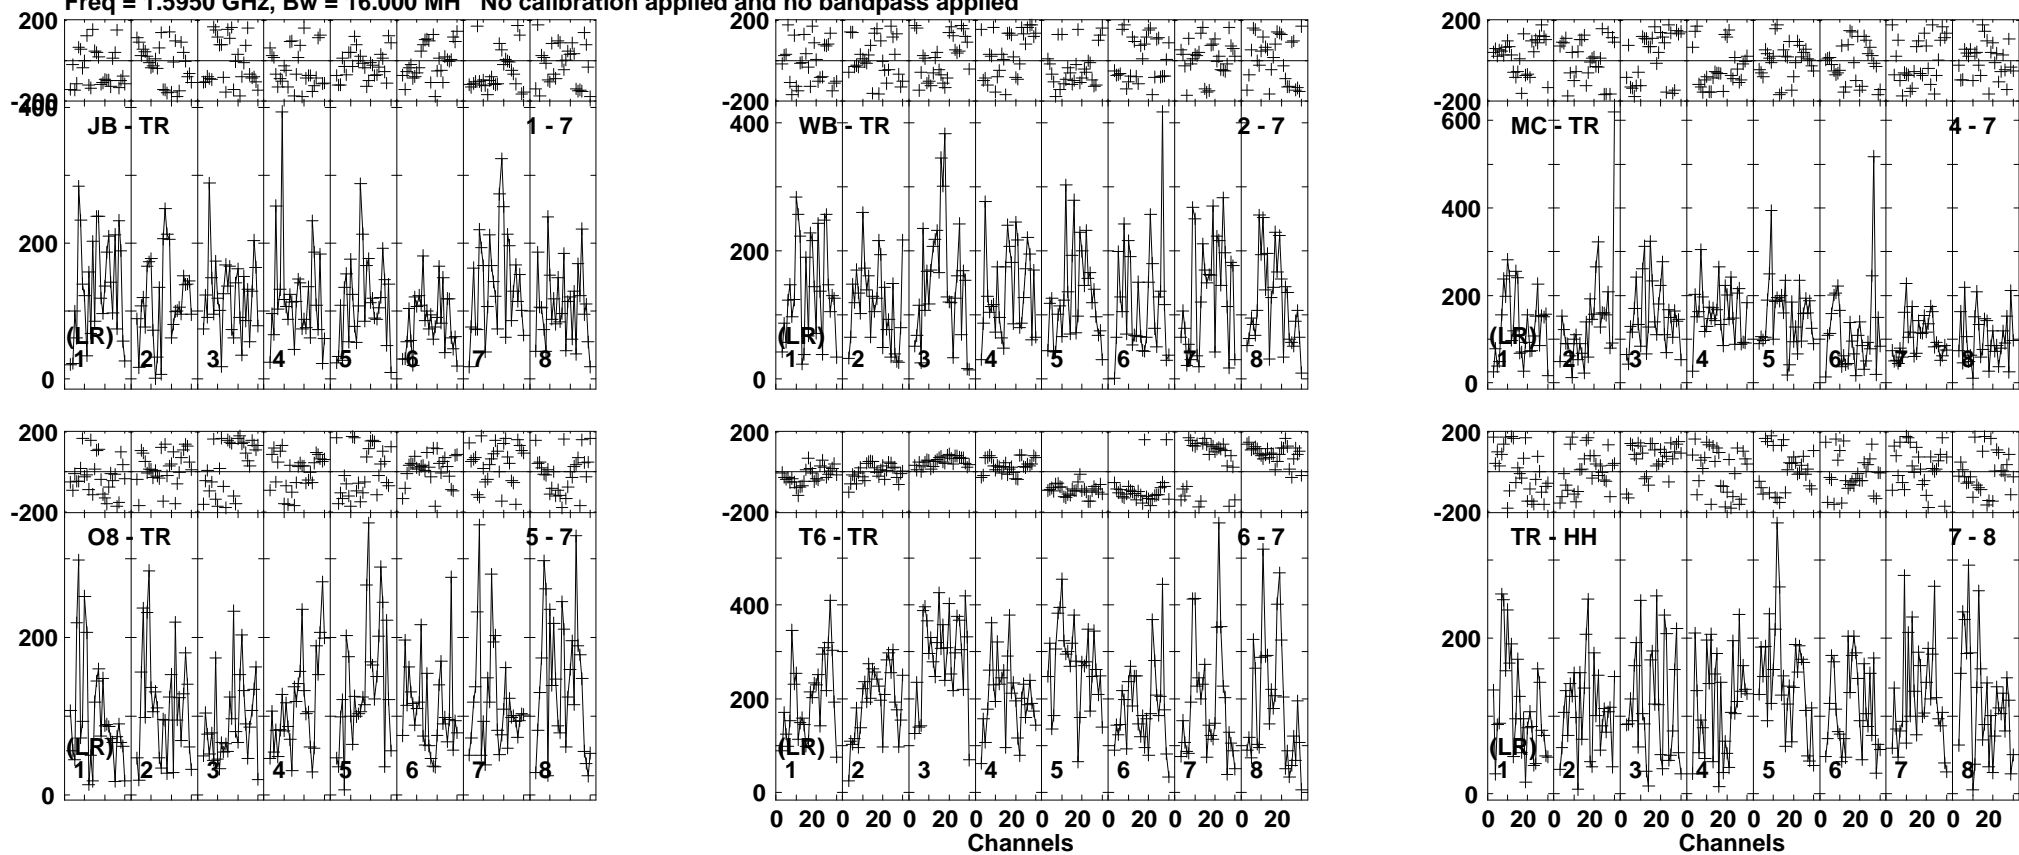 Freq = 1.5950 GHz, Bw = 16.000 MH No calibration applied and no bandpass applied
200
-200
400
200
0
JB - TR
1 - 7
(LR)
1 2 3 4 5 6 7 8
200
-200
400
200
0
WB - TR
2 - 7
(LR)
1 2 3 4 5 6 7 8
200
-200
600
400
200
0
MC - TR
4 - 7
(LR)
1 2 3 4 5 6 7 8
200
-200
200
0
O8 - TR
5 - 7
(LR)
1 2 3 4 5 6 7 8
200
-200
400
200
0
T6 - TR
6 - 7
(LR)
1 2 3 4 5 6 7 8
0 20 0 20 0 20 0 20 0 20 0 20 0 20 0 20
Channels
200
-200
200
0
TR - HH
7 - 8
(LR)
1 2 3 4 5 6 7 8
0 20 0 20 0 20 0 20 0 20 0 20 0 20 0 20
Channels